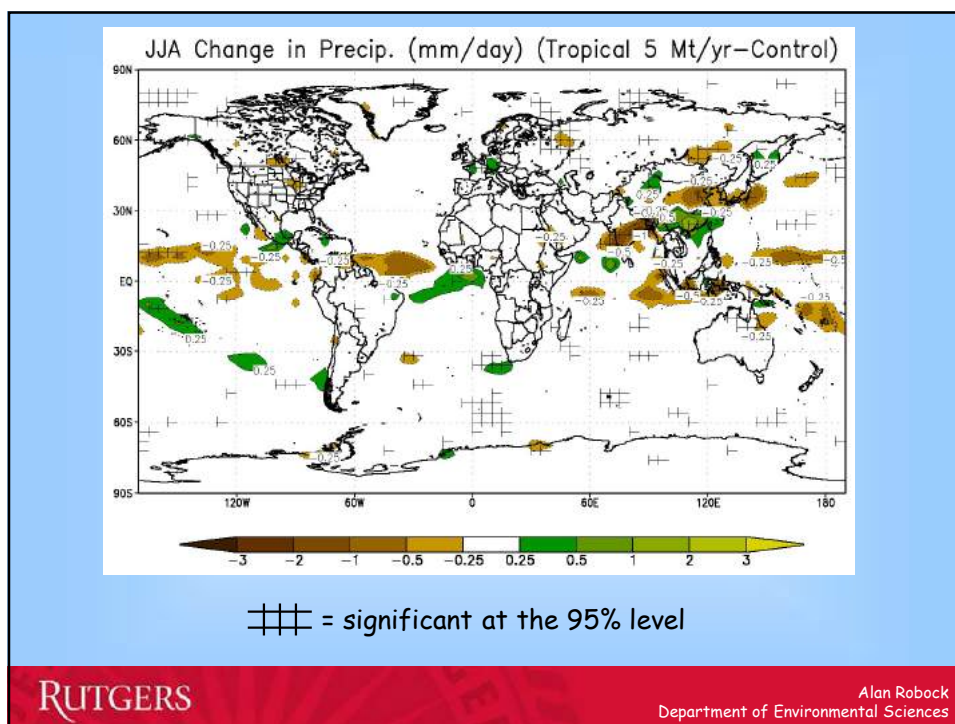 JJA Change in Precip. (mm/day) (Tropical 5 Mt/yr-Control)
90N
60N
30N
EQ
30S
60S
90S
120W 60W 0 60E 120E 180
-3 -2 -1 -0.5 -0.25 0.25 0.5 1 2 3
= significant at the 95% level
RUTGERS
Alan Robock
Department of Environmental Sciences